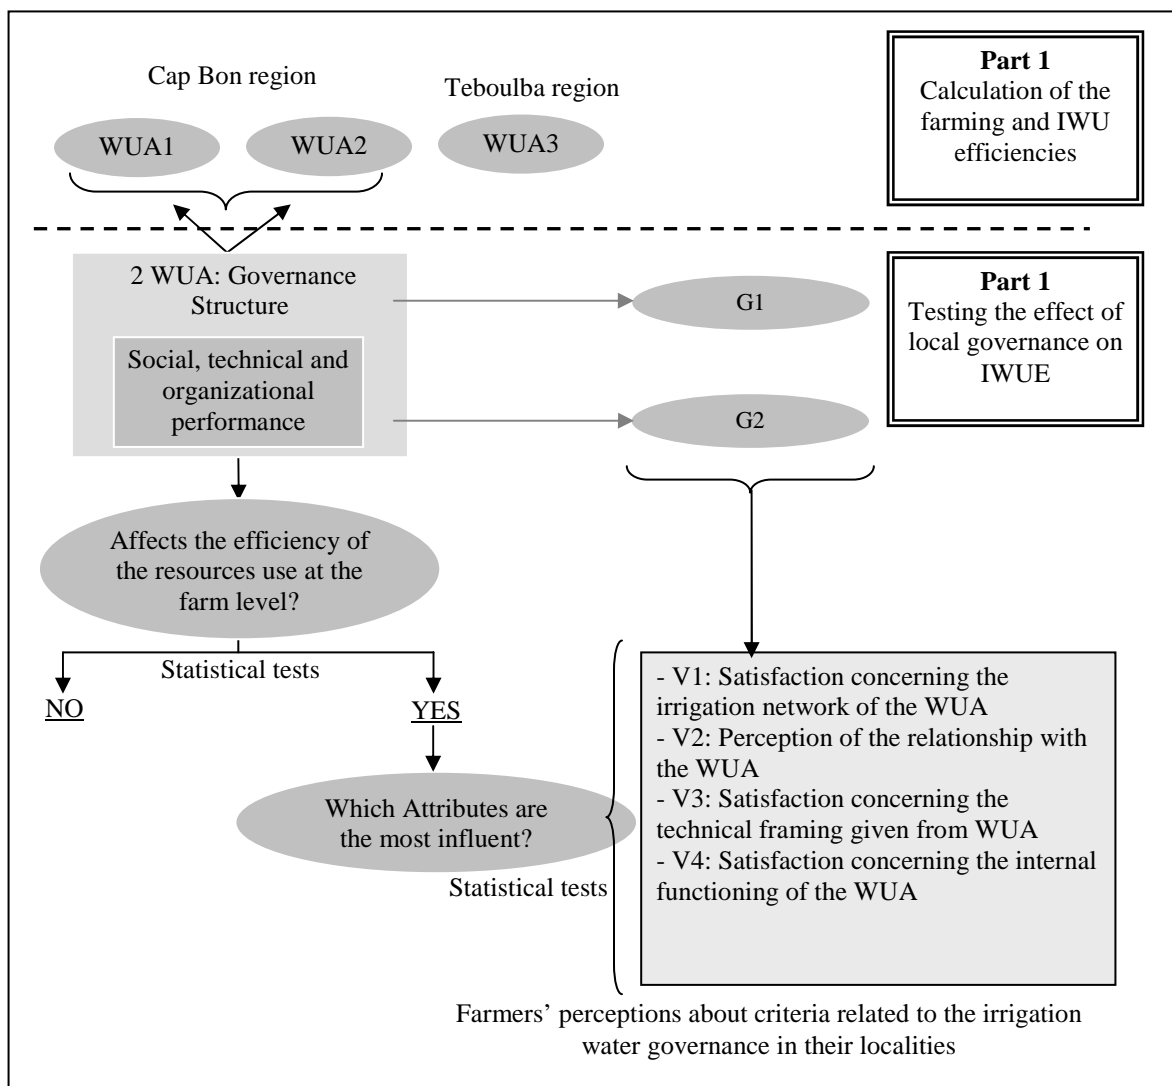 Cap Bon region
Teboulba region
WUA1
WUA2
WUA3
Part 1
Calculation of the
farming and IWU
efficiencies
2 WUA: Governance
Structure
Social, technical and
organizational
performance
G1
G2
Part 1
Testing the effect of
local governance on
IWUE
Affects the efficiency of
the resources use at the
farm level?
Statistical tests
NO
YES
Which Attributes are
the most influent?
Statistical tests
- V1: Satisfaction concerning the
irrigation network of the WUA
- V2: Perception of the relationship with
the WUA
- V3: Satisfaction concerning the
technical framing given from WUA
- V4: Satisfaction concerning the internal
functioning of the WUA
Farmers’ perceptions about criteria related to the irrigation
water governance in their localities